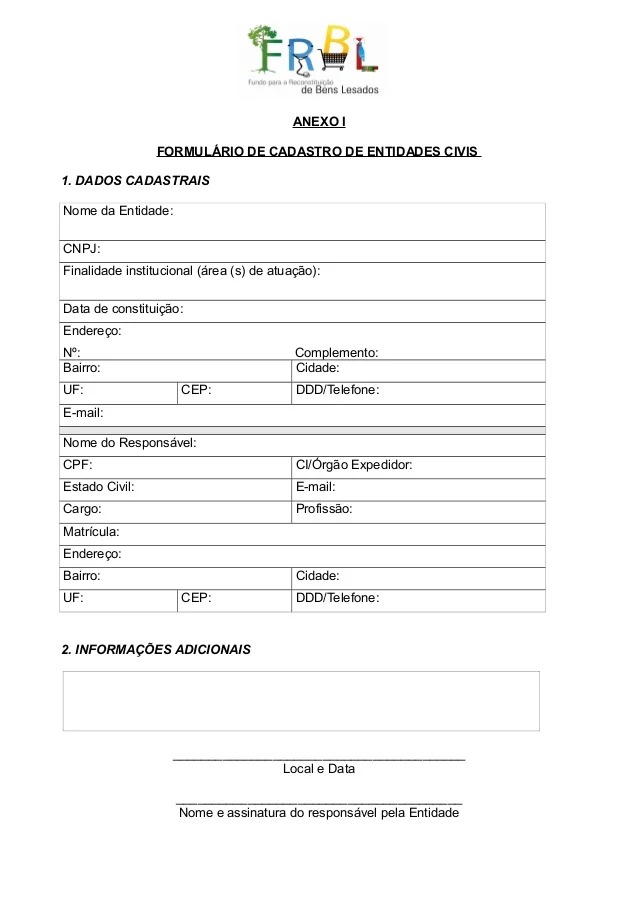 FRBL
Fundo para a Reconstituição
de Bens Lesados
ANEXO I
FORMULÁRIO DE CADASTRO DE ENTIDADES CIVIS
1. DADOS CADASTRAIS
Nome da Entidade:
CNPJ:
Finalidade institucional (área (s) de atuação):
Data de constituição:
Endereço:
Nº: Complemento:
Bairro: Cidade:
UF: CEP: DDD/Telefone:
E-mail:
Nome do Responsável:
CPF: CI/Órgão Expedidor:
Estado Civil: E-mail:
Cargo: Profissão:
Matrícula:
Endereço:
Bairro: Cidade:
UF: CEP: DDD/Telefone:
2. INFORMAÇÕES ADICIONAIS
Local e Data
Nome e assinatura do responsável pela Entidade